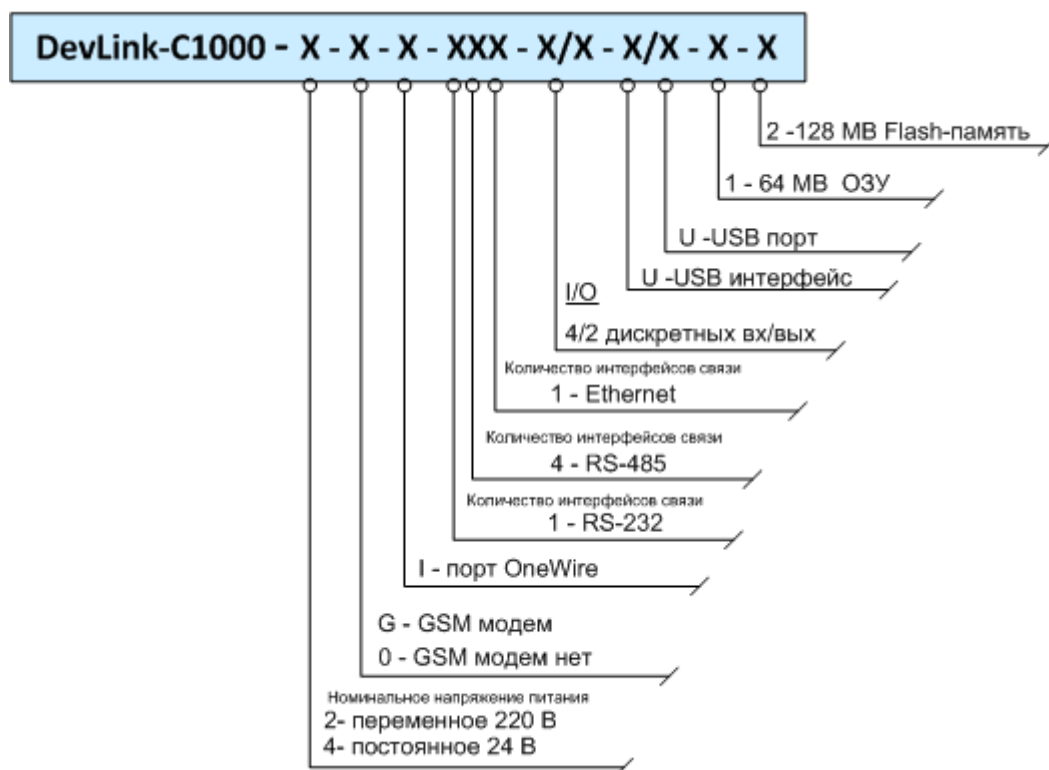 DevLink-C1000 - X - X - X - XXX - X/X - X/X - X - X
2 -128 MB Flash-память
1 - 64 MB ОЗУ
U -USB порт
U -USB интерфейс
I/O
4/2 дискретных вх/вых
Количество интерфейсов связи
1 - Ethernet
Количество интерфейсов связи
4 - RS-485
Количество интерфейсов связи
1 - RS-232
I - порт OneWire
G - GSM модем
0 - GSM модем нет
Номинальное напряжение питания
2- переменное 220 В
4- постоянное 24 В